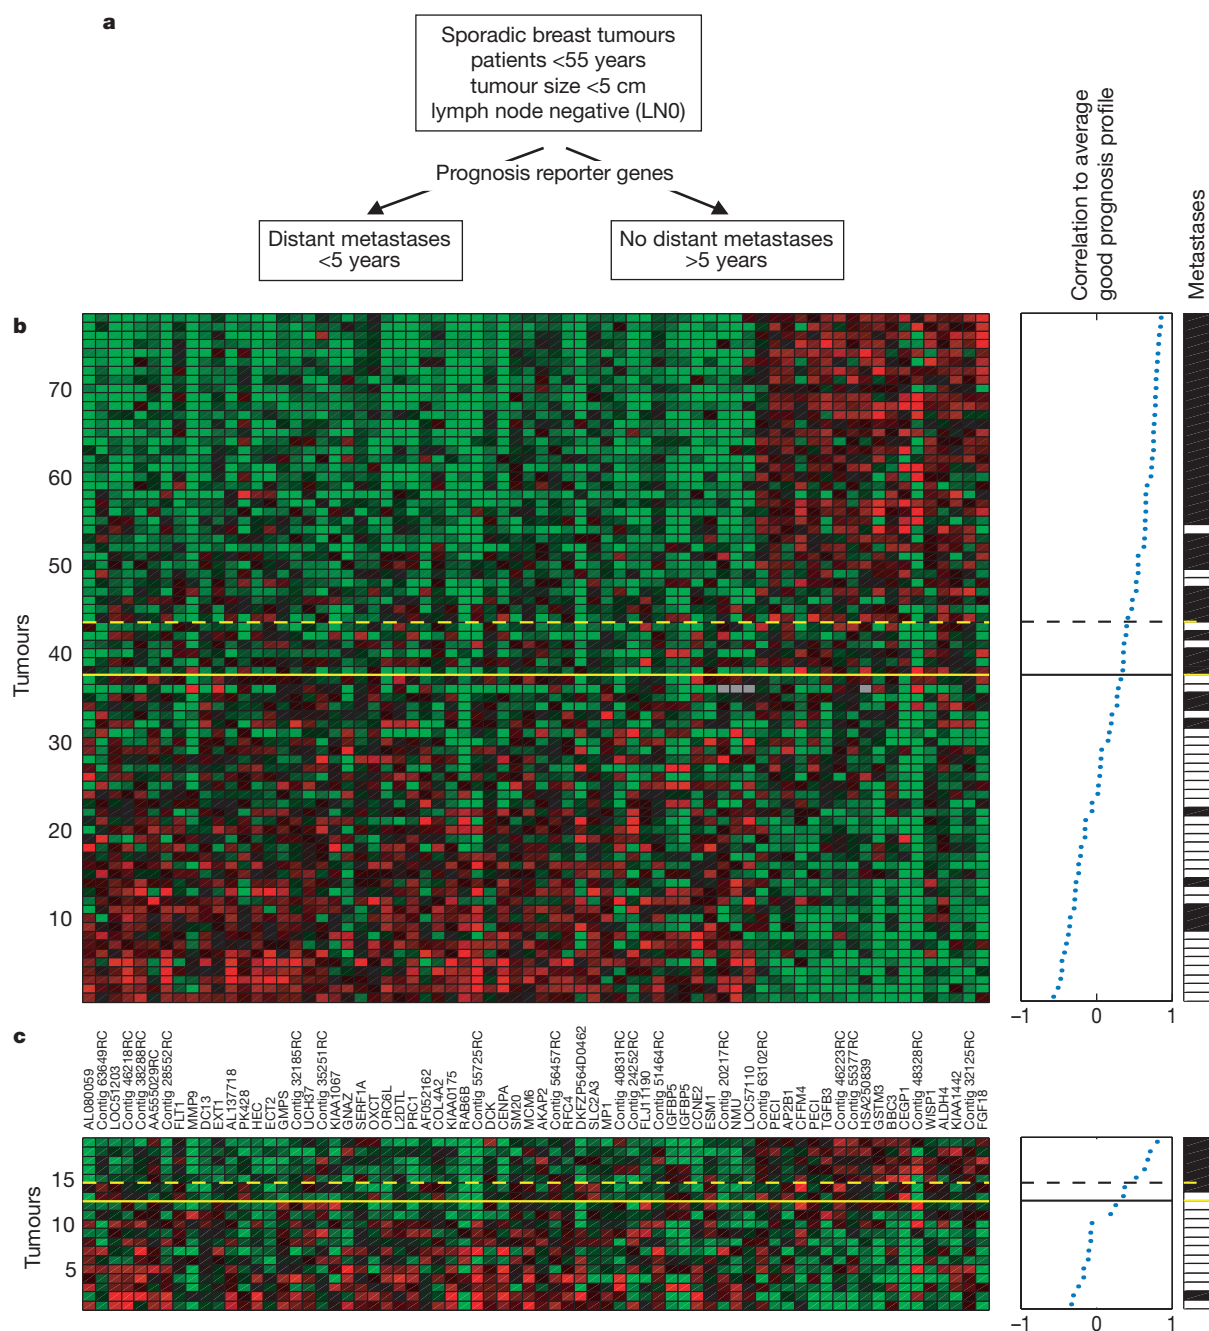 a
Sporadic breast tumours
patients <55 years
tumour size <5 cm
lymph node negative (LN0)
Prognosis reporter genes
Distant metastases
<5 years
No distant metastases
>5 years
Correlation to average
good prognosis profile
Metastases
b
70
60
50
40
30
20
10
Tumours
−1
0
1
c
AL080059
Contig 63649RC
LOC51203
Contig 46218RC
Contig 38288RC
AA555029RC
Contig 28552RC
FLT1
MMP9
DC13
EXT1
AL137718
PK428
HEC
ECT2
GMPS
Contig 32185RC
UCH37
Contig 35251RC
KIAA1067
GNAZ
SERF1A
OXCT
ORC6L
L2DTL
PRC1
AF052162
COL4A2
KIAA0175
RAB6B
Contig 55725RC
DCK
CENPA
SM20
MCM6
AKAP2
Contig 56457RC
RFC4
DKFZP564D0462
SLC2A3
MP1
Contig 40831RC
Contig 24252RC
FLJ11190
Contig 51464RC
IGFBP5
IGFBP5
CCNE2
ESM1
Contig 20217RC
NMU
LOC57110
Contig 63102RC
PECI
AP2B1
CFFM4
PECI
TGFB3
Contig 46223RC
Contig 55377RC
HSA250839
GSTM3
BBC3
CEGP1
Contig 48328RC
WISP1
ALDH4
KIAA1442
Contig 32125RC
FGF18
15
10
5
Tumours
−1
0
1